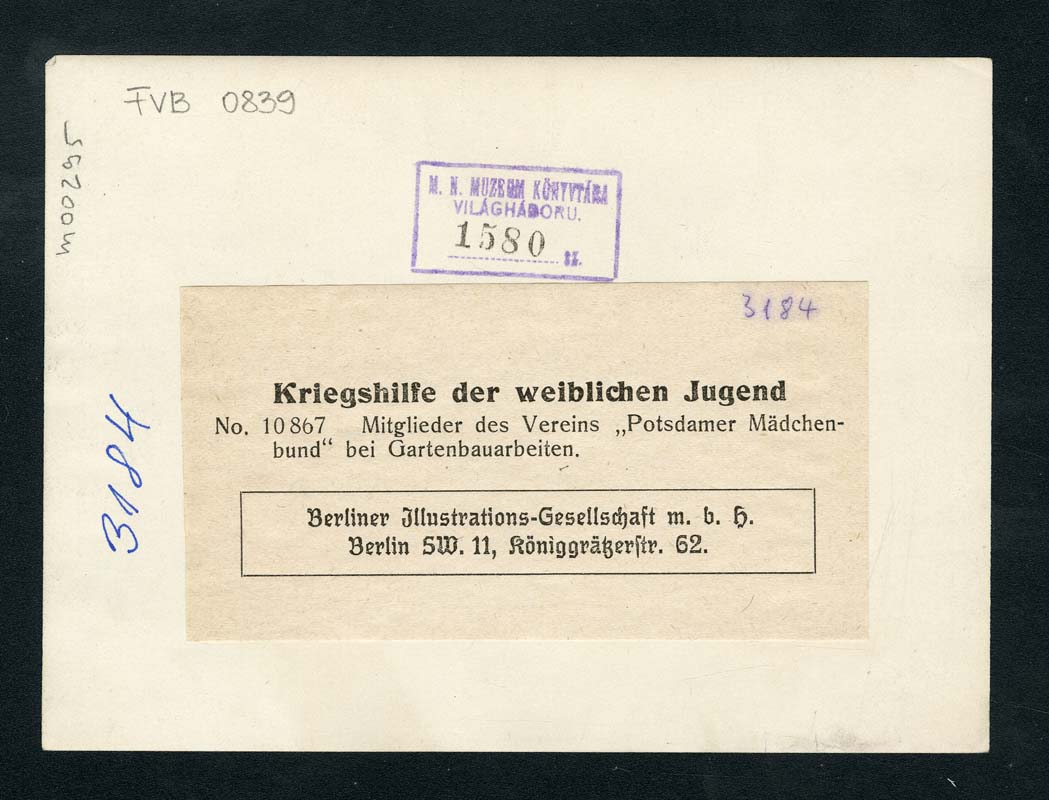 FVB 0839
m00295
M. N. MUZEUM KÖNYVTÁRA
VILÁGHÁBORU.
1580 sz.
3184
Kriegshilfe der weiblichen Jugend
No. 10867 Mitglieder des Vereins „Potsdamer Mädchen-
bund“ bei Gartenbauarbeiten.
3184
Berliner Illustrations-Gesellschaft m. b. H.
Berlin SW. 11, Königgrätzerstr. 62.